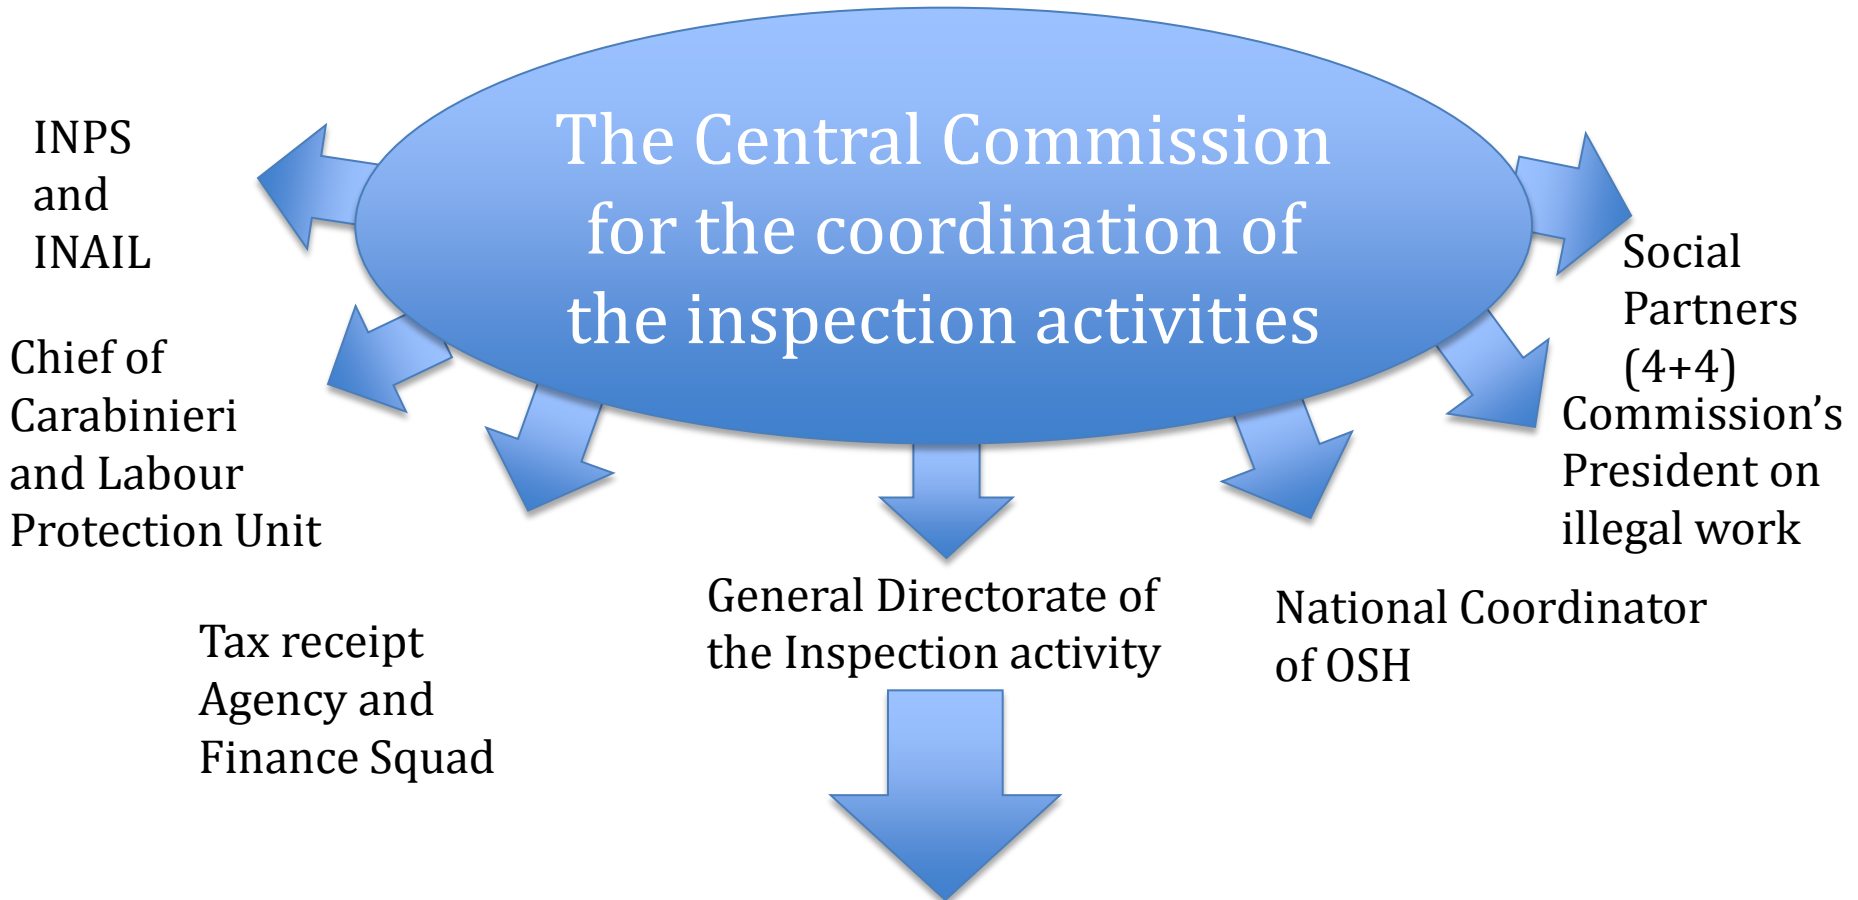 The Central Commission
for the coordination of
the inspection activities
INPS
and
INAIL
Chief of
Carabinieri
and Labour
Protection Unit
Tax receipt
Agency and
Finance Squad
General Directorate of
the Inspection activity
National Coordinator
of OSH
Commission’s
President on
illegal work
Social
Partners
(4+4)